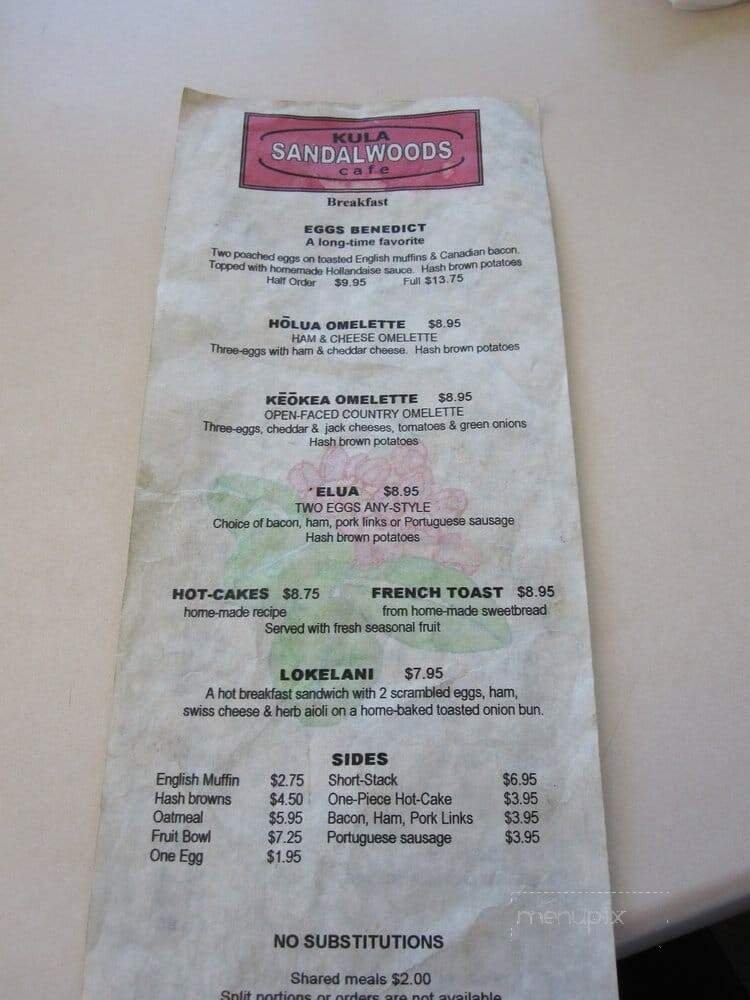 KULA
SANDALWOODS
cafe
Breakfast
EGGS BENEDICT
A long-time favorite
Two poached eggs on toasted English muffins & Canadian bacon.
Topped with homemade Hollandaise sauce. Hash brown potatoes
Half Order $9.95 Full $13.75
HŌLUA OMELETTE $8.95
HAM & CHEESE OMELETTE
Three-eggs with ham & cheddar cheese. Hash brown potatoes
KĒŌKEA OMELETTE $8.95
OPEN-FACED COUNTRY OMELETTE
Three-eggs, cheddar & jack cheeses, tomatoes & green onions
Hash brown potatoes
'ELUA $8.95
TWO EGGS ANY-STYLE
Choice of bacon, ham, pork links or Portuguese sausage
Hash brown potatoes
HOT-CAKES $8.75 FRENCH TOAST $8.95
home-made recipe from home-made sweetbread
Served with fresh seasonal fruit
LOKELANI $7.95
A hot breakfast sandwich with 2 scrambled eggs, ham,
swiss cheese & herb aioli on a home-baked toasted onion bun.
SIDES
English Muffin $2.75 Short-Stack $6.95
Hash browns $4.50 One-Piece Hot-Cake $3.95
Oatmeal $5.95 Bacon, Ham, Pork Links $3.95
Fruit Bowl $7.25 Portuguese sausage $3.95
One Egg $1.95
menupix
NO SUBSTITUTIONS
Shared meals $2.00
Split portions or orders are not available